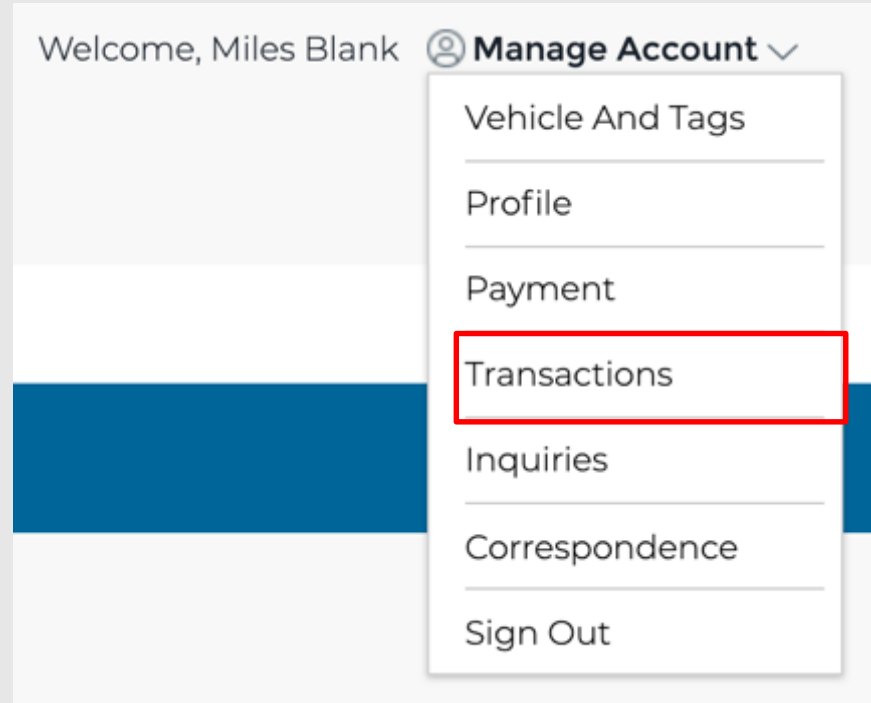 Welcome, Miles Blank Manage Account
Vehicle And Tags
Profile
Payment
Transactions
Inquiries
Correspondence
Sign Out